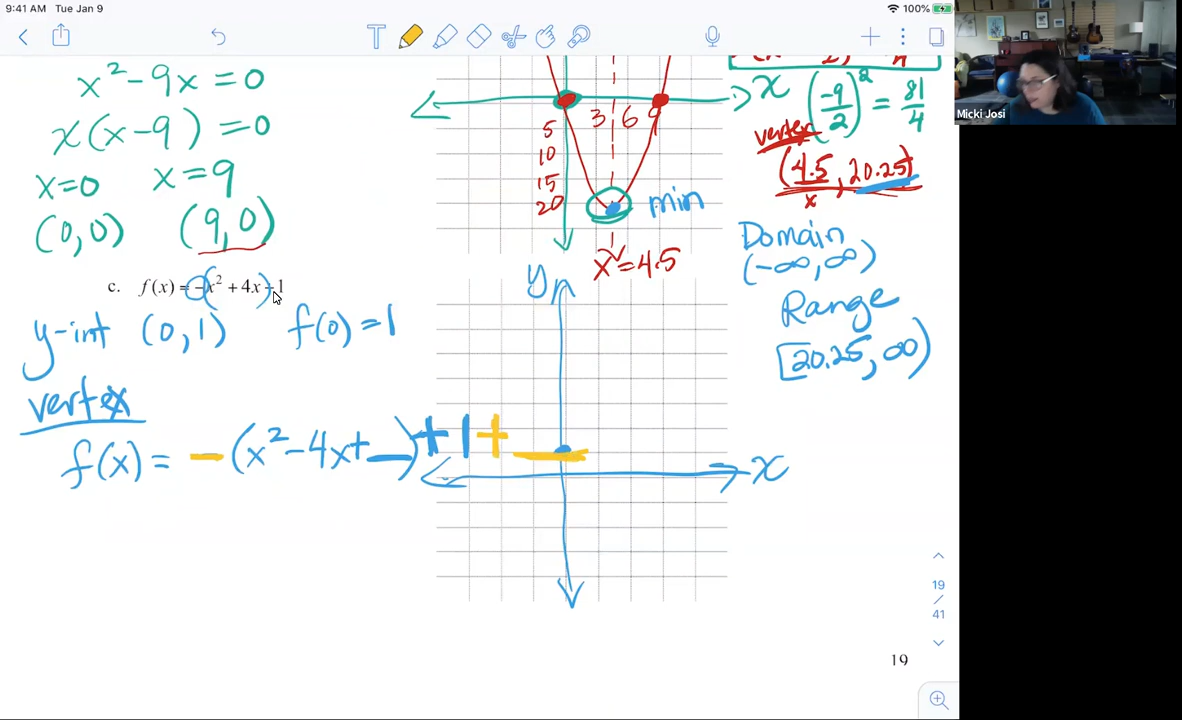 9:41 AM Tue Jan 9
100%
x² - 9x = 0
x(x-9) = 0
x=0 x=9
(0,0) (9,0)
c. f(x) = -(x² + 4x)+1
y-int (0,1) f(0)=1
vertex
f(x) = -(x²-4x+__)+1+__
3 6 9
5
10
15
20
min
x=4.5
x
(-9/2)² = 81/4
vertex
(4.5, 20.25)
x
Domain
(-∞,∞)
Range
[20.25, ∞)
y
x
19
/
41
19
Micki Josi